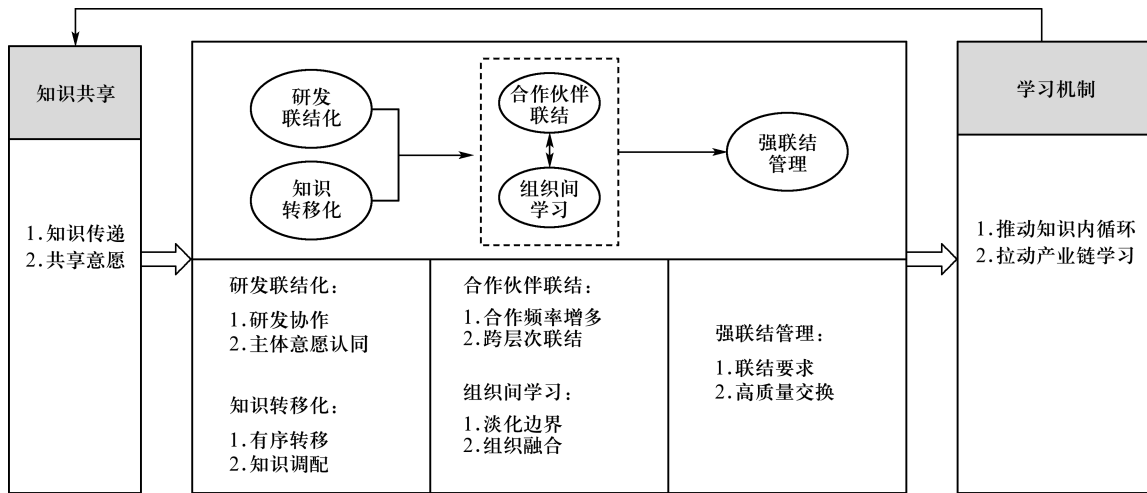 知识共享
1.知识传递
2.共享意愿
研发
联结化
知识
转移化
合作伙伴
联结
组织间
学习
强联结
管理
研发联结化：
1.研发协作
2.主体意愿认同
知识转移化：
1.有序转移
2.知识调配
合作伙伴联结：
1.合作频率增多
2.跨层次联结
组织间学习：
1.淡化边界
2.组织融合
强联结管理：
1.联结要求
2.高质量交换
学习机制
1.推动知识内循环
2.拉动产业链学习